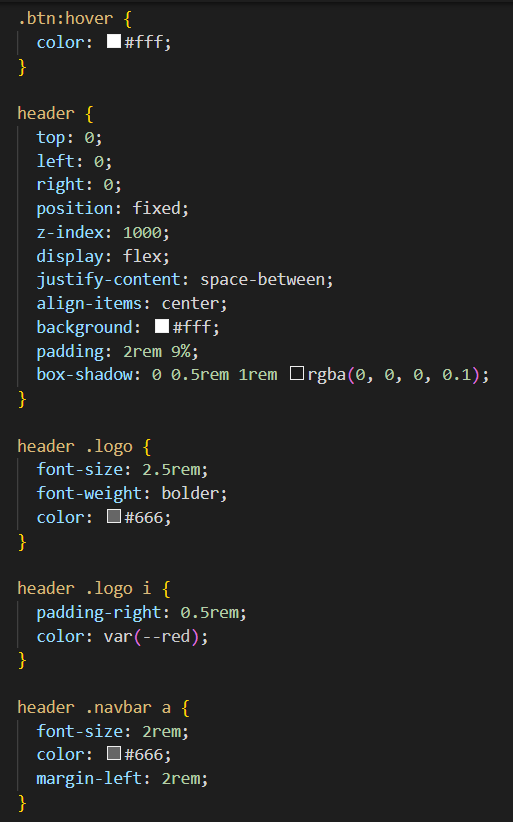 .btn:hover {
  color: #fff;
}

header {
  top: 0;
  left: 0;
  right: 0;
  position: fixed;
  z-index: 1000;
  display: flex;
  justify-content: space-between;
  align-items: center;
  background: #fff;
  padding: 2rem 9%;
  box-shadow: 0 0.5rem 1rem rgba(0, 0, 0, 0.1);
}

header .logo {
  font-size: 2.5rem;
  font-weight: bolder;
  color: #666;
}

header .logo i {
  padding-right: 0.5rem;
  color: var(--red);
}

header .navbar a {
  font-size: 2rem;
  color: #666;
  margin-left: 2rem;
}